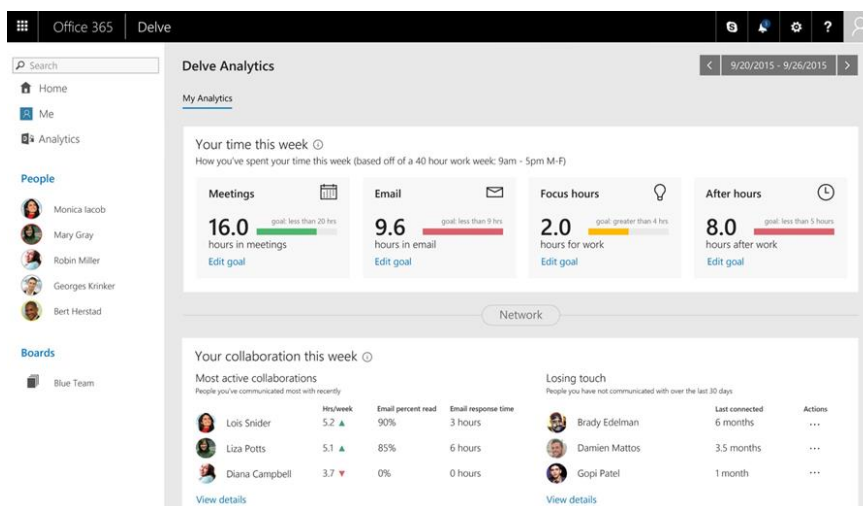 Office 365 Delve ?
Search
Home
Me
Analytics
People
Monica Iacob
Mary Gray
Robin Miller
Georges Krinker
Bert Herstad
Boards
Blue Team
Delve Analytics
9/20/2015 - 9/26/2015
My Analytics
Your time this week
How you've spent your time this week (based off of a 40 hour work week: 9am - 5pm M-F)
Meetings
16.0 goal: less than 20 hrs
hours in meetings
Edit goal
Email
9.6 goal: less than 9 hrs
hours in email
Edit goal
Focus hours
2.0 goal: greater than 4 hrs
hours for work
Edit goal
After hours
8.0 goal: less than 5 hours
hours after work
Edit goal
Network
Your collaboration this week
Most active collaborations
People you've communicated most with recently
Hrs/week Email percent read Email response time
Lois Snider 5.2 90% 3 hours
Liza Potts 5.1 85% 6 hours
Diana Campbell 3.7 0% 0 hours
View details
Losing touch
People you have not communicated with over the last 30 days
Last connected Actions
Brady Edelman 6 months ...
Damien Mattos 3.5 months ...
Gopi Patel 1 month ...
View details